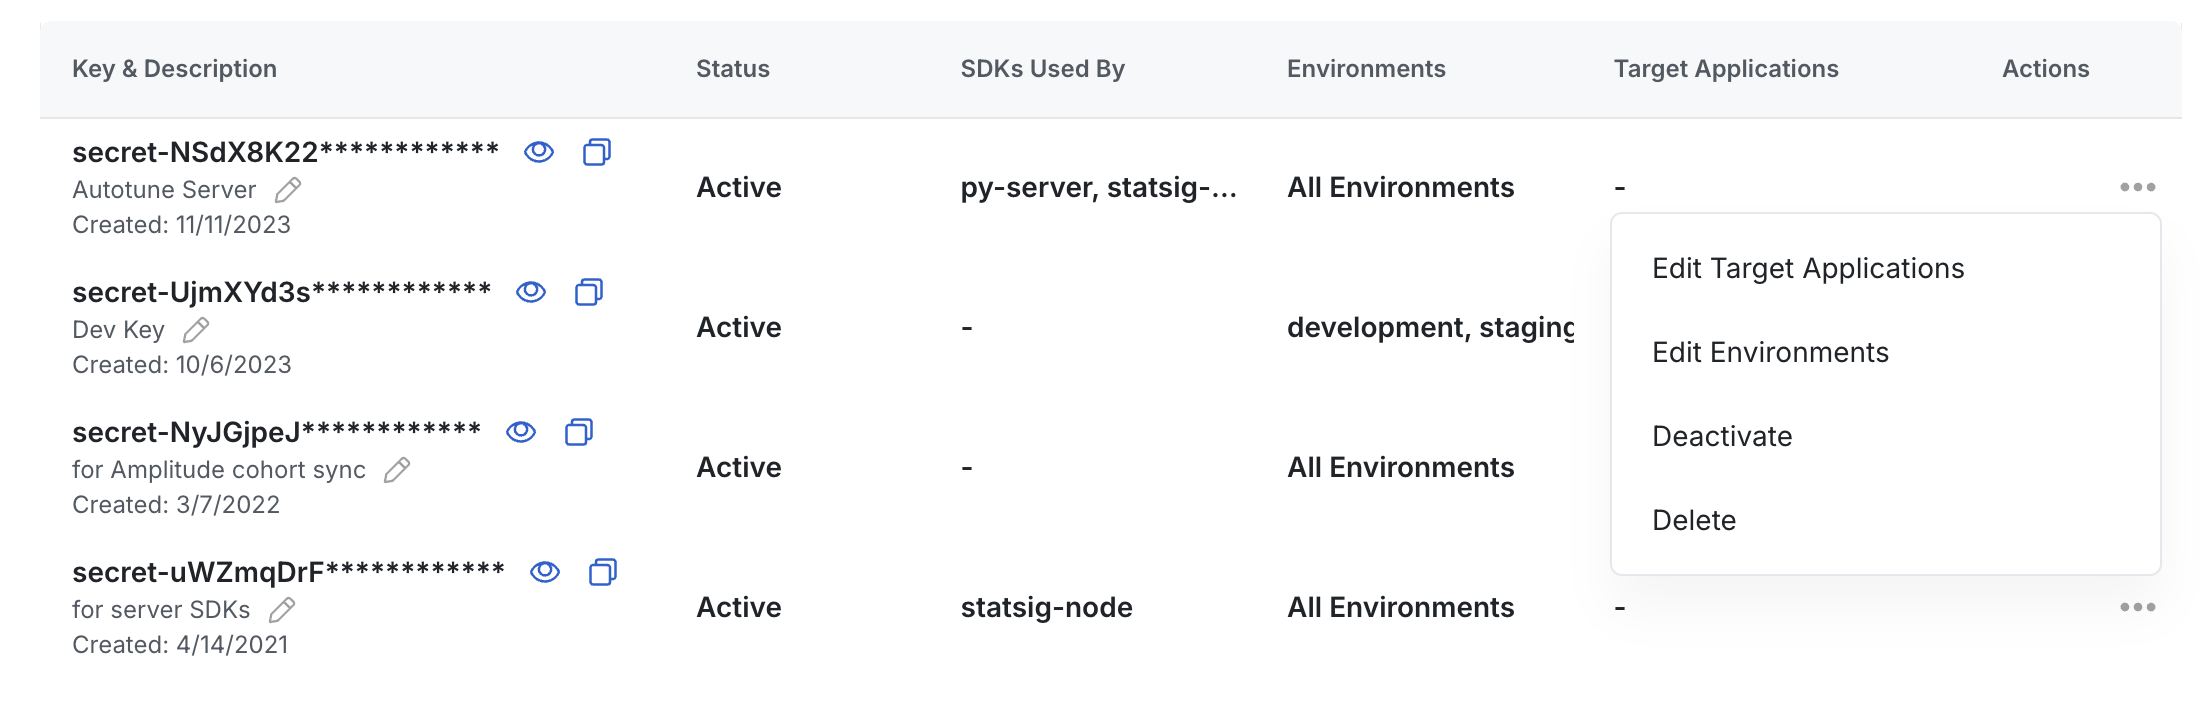 Key & Description Status SDKs Used By Environments Target Applications Actions
secret-NSdX8K22************
Autotune Server
Created: 11/11/2023
Active py-server, statsig-... All Environments -
secret-UjmXYd3s************
Dev Key
Created: 10/6/2023
Active - development, staging
secret-NyJGjpeJ************
for Amplitude cohort sync
Created: 3/7/2022
Active - All Environments
secret-uWZmqDrF************
for server SDKs
Created: 4/14/2021
Active statsig-node All Environments -
Edit Target Applications
Edit Environments
Deactivate
Delete